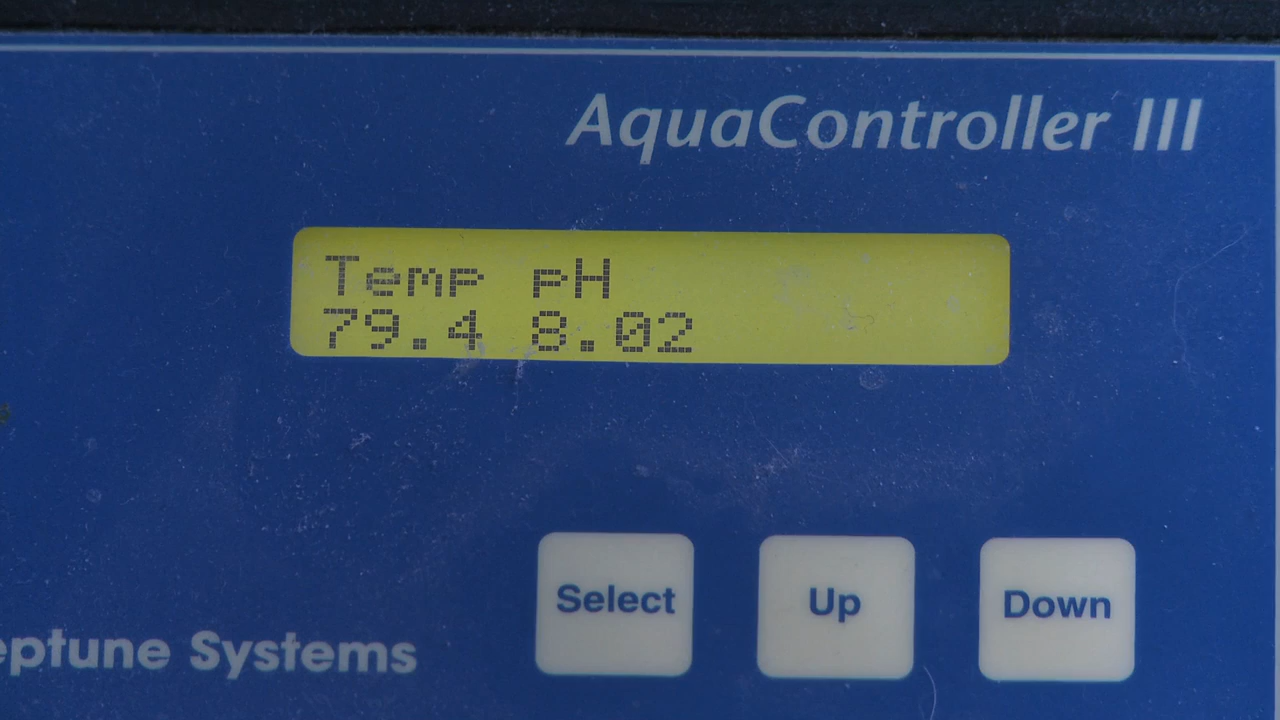 AquaController III
Temp pH
79.4 8.02
Select
Up
Down
eptune Systems